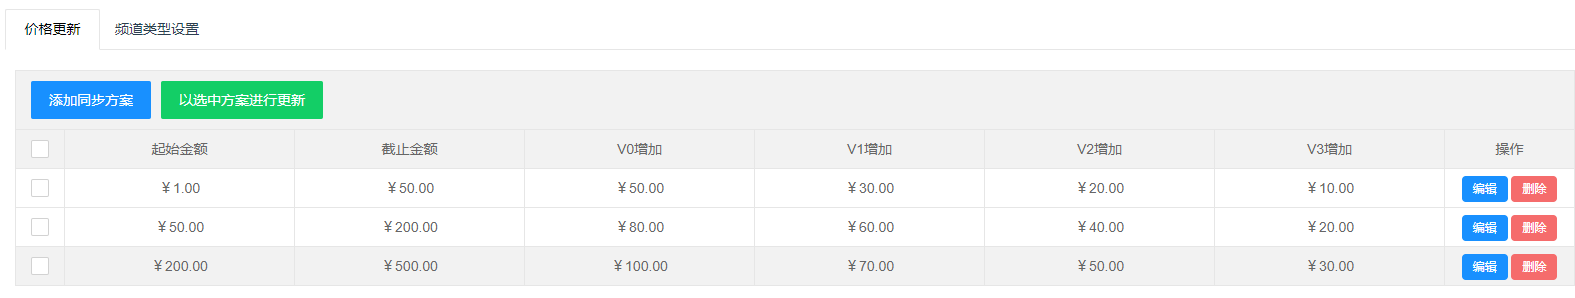 价格更新 频道类型设置
添加同步方案 以选中方案进行更新
起始金额 截止金额 V0增加 V1增加 V2增加 V3增加 操作
￥1.00 ￥50.00 ￥50.00 ￥30.00 ￥20.00 ￥10.00 编辑 删除
￥50.00 ￥200.00 ￥80.00 ￥60.00 ￥40.00 ￥20.00 编辑 删除
￥200.00 ￥500.00 ￥100.00 ￥70.00 ￥50.00 ￥30.00 编辑 删除